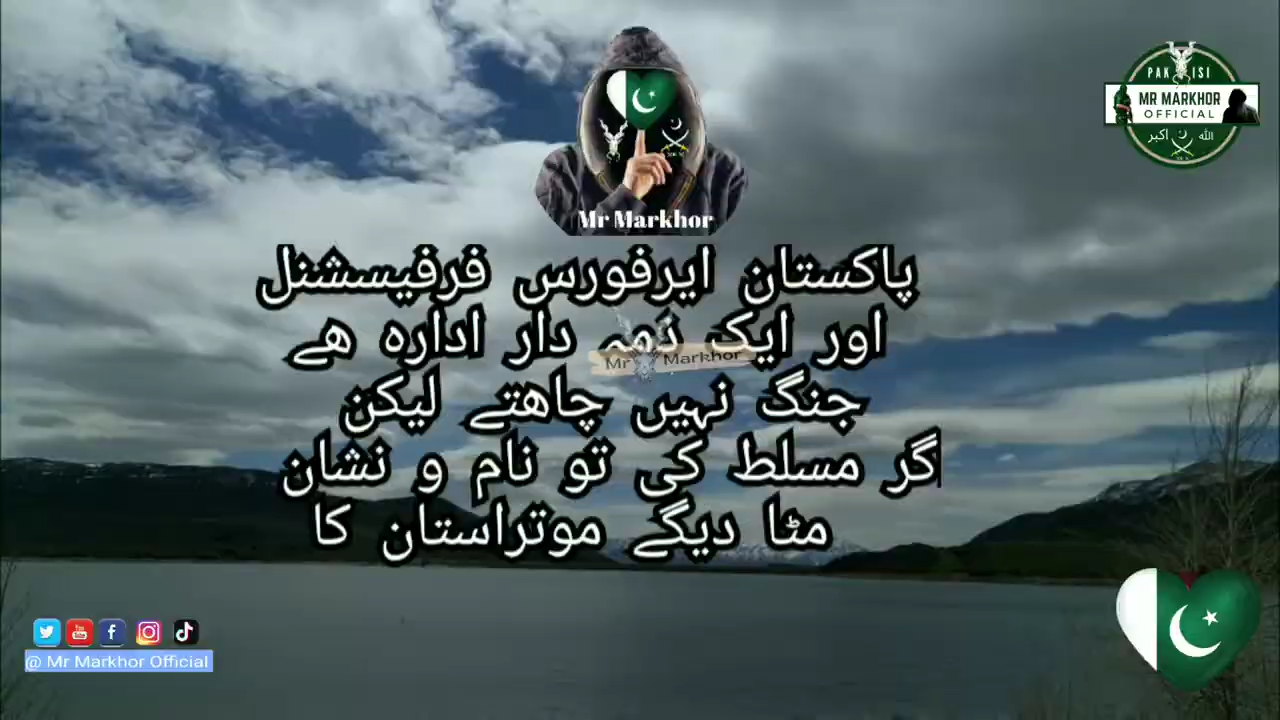 PAK ISI
MR MARKHOR
OFFICIAL
الله اکبر
Mr Markhor
پاکستان ایرفورس فرفیسشنل
اور ایک ذمہ دار ادارہ ھے
Mr Markhor
جنگ نہیں چاھتے لیکن
گر مسلط کی تو نام و نشان
مٹا دیگے موتراستان کا
@ Mr Markhor Official